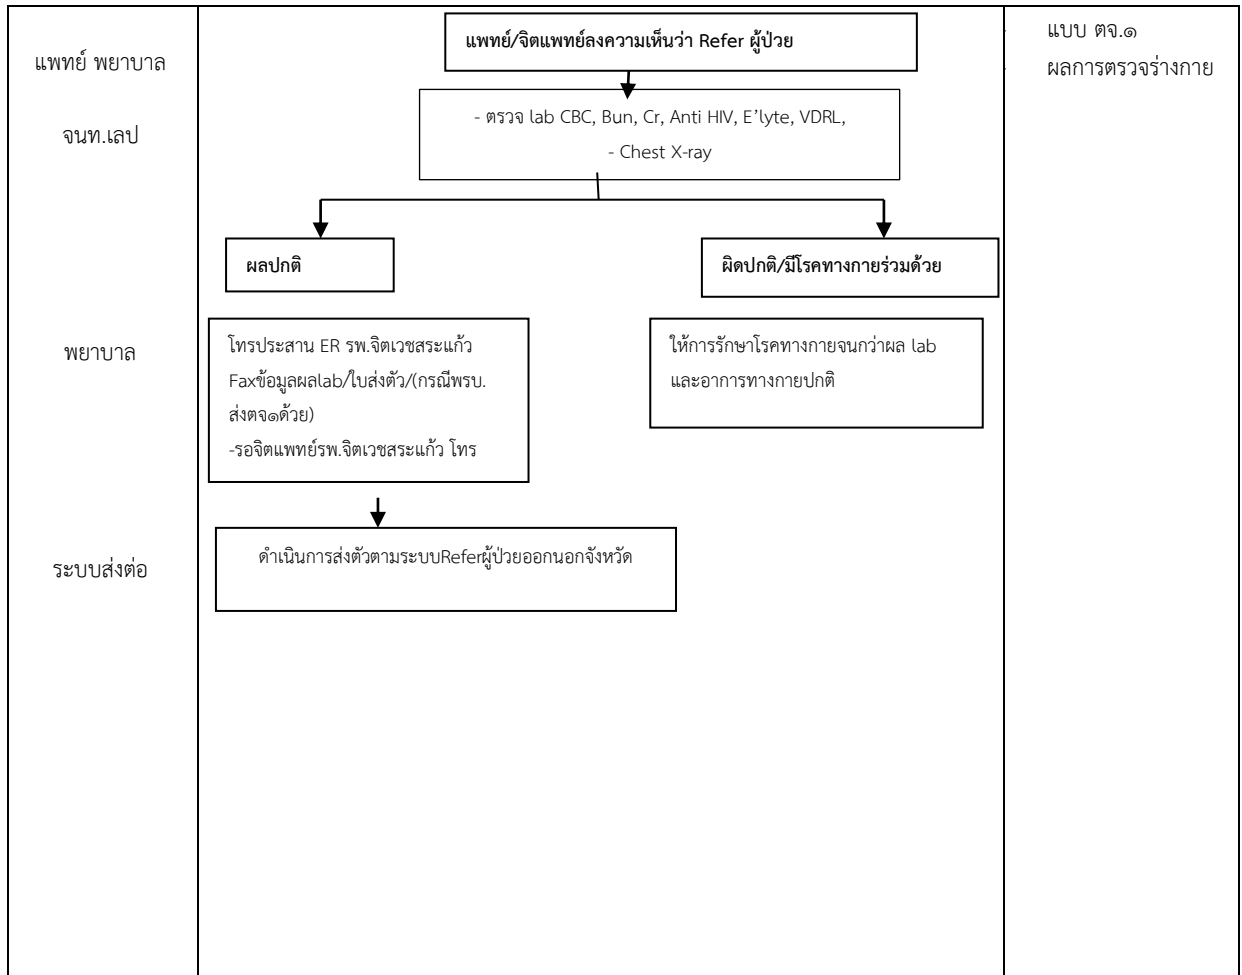 แพทย์ พยาบาล
จนท.เลป
พยาบาล
ระบบส่งต่อ
แพทย์/จิตแพทย์ลงความเห็นว่า Refer ผู้ป่วย
- ตรวจ lab CBC, Bun, Cr, Anti HIV, E’lyte, VDRL,
- Chest X-ray
ผลปกติ
ผิดปกติ/มีโรคทางกายร่วมด้วย
โทรประสาน ER รพ.จิตเวชสระแก้ว
Faxข้อมูลผลlab/ใบส่งตัว/(กรณีพรบ.
ส่งตจ๑ด้วย)
-รอจิตแพทย์รพ.จิตเวชสระแก้ว โทร
ให้การรักษาโรคทางกายจนกว่าผล lab
และอาการทางกายปกติ
ดำเนินการส่งตัวตามระบบReferผู้ป่วยออกนอกจังหวัด
แบบ ตจ.๑
ผลการตรวจร่างกาย